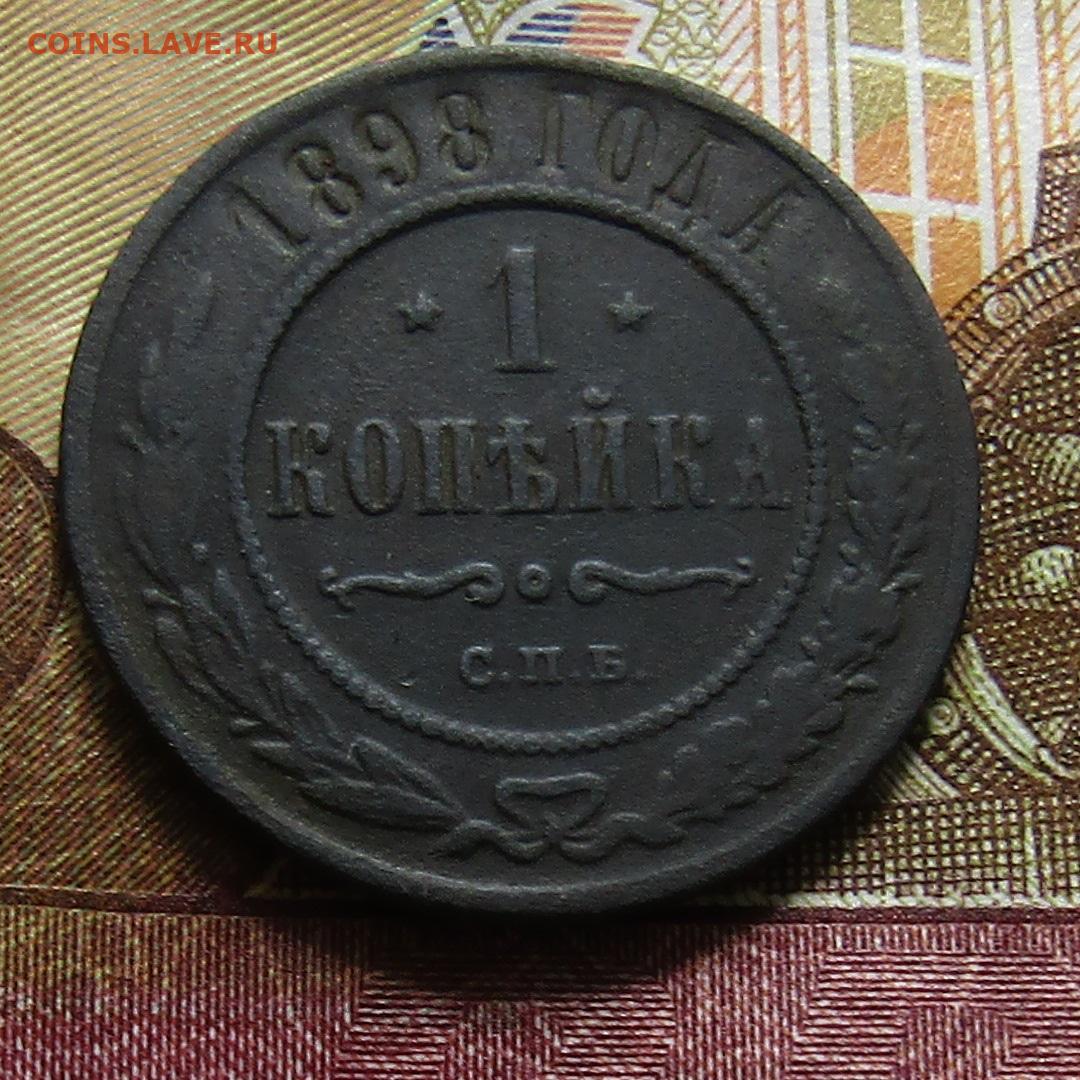 COINS.LAVE.RU
1898 ГОДА
1
КОПѢЙКА
С.П.Б.